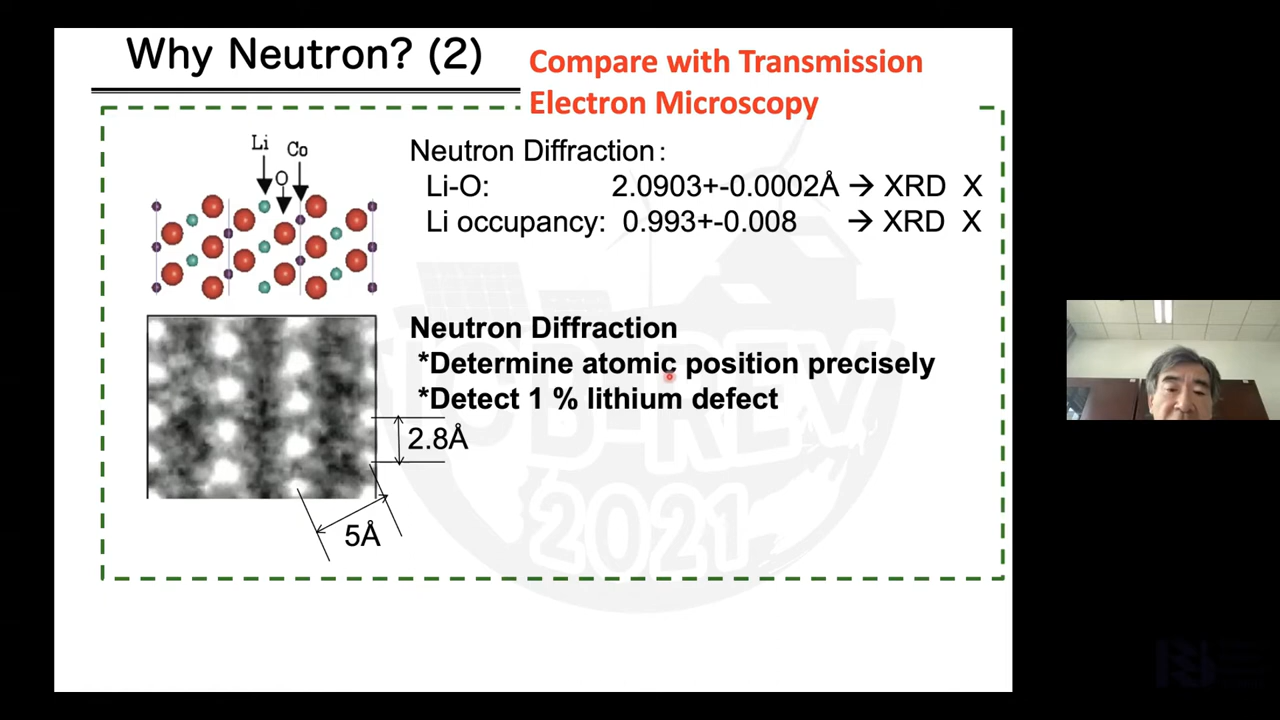 Why Neutron? (2)
Compare with Transmission
Electron Microscopy
Li
Co
O
Neutron Diffraction:
Li-O: 2.0903+-0.0002Å → XRD X
Li occupancy: 0.993+-0.008 → XRD X
Neutron Diffraction
*Determine atomic position precisely
*Detect 1 % lithium defect
2.8Å
5Å
2021